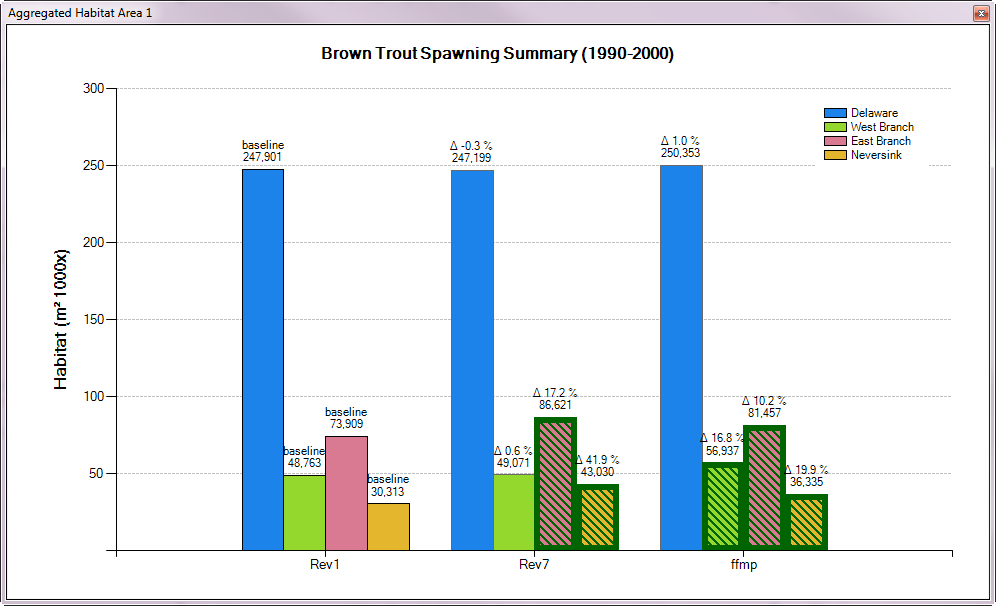 Aggregated Habitat Area 1
Brown Trout Spawning Summary (1990-2000)
Habitat (m² 1000x)
300
250
200
150
100
50
Delaware
West Branch
East Branch
Neversink
baseline
247,901
baseline
48,763
baseline
73,909
baseline
30,313
Δ -0.3 %
247,199
Δ 0.6 %
49,071
Δ 17.2 %
86,621
Δ 41.9 %
43,030
Δ 1.0 %
250,353
Δ 16.8 %
56,937
Δ 10.2 %
81,457
Δ 19.9 %
36,335
Rev1
Rev7
ffmp